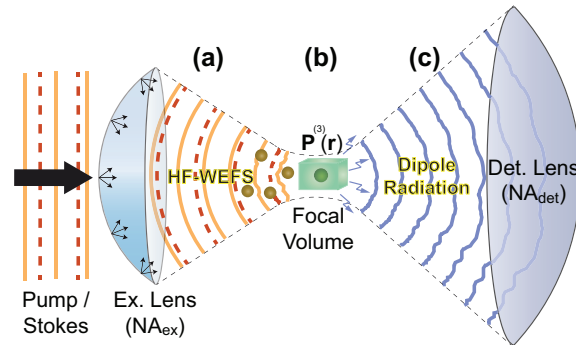 (a)
(b)
(c)
P⁽³⁾(r)
HF-WEFS
Dipole
Radiation
Det. Lens
(NAdet)
Focal
Volume
Pump /
Stokes
Ex. Lens
(NAex)